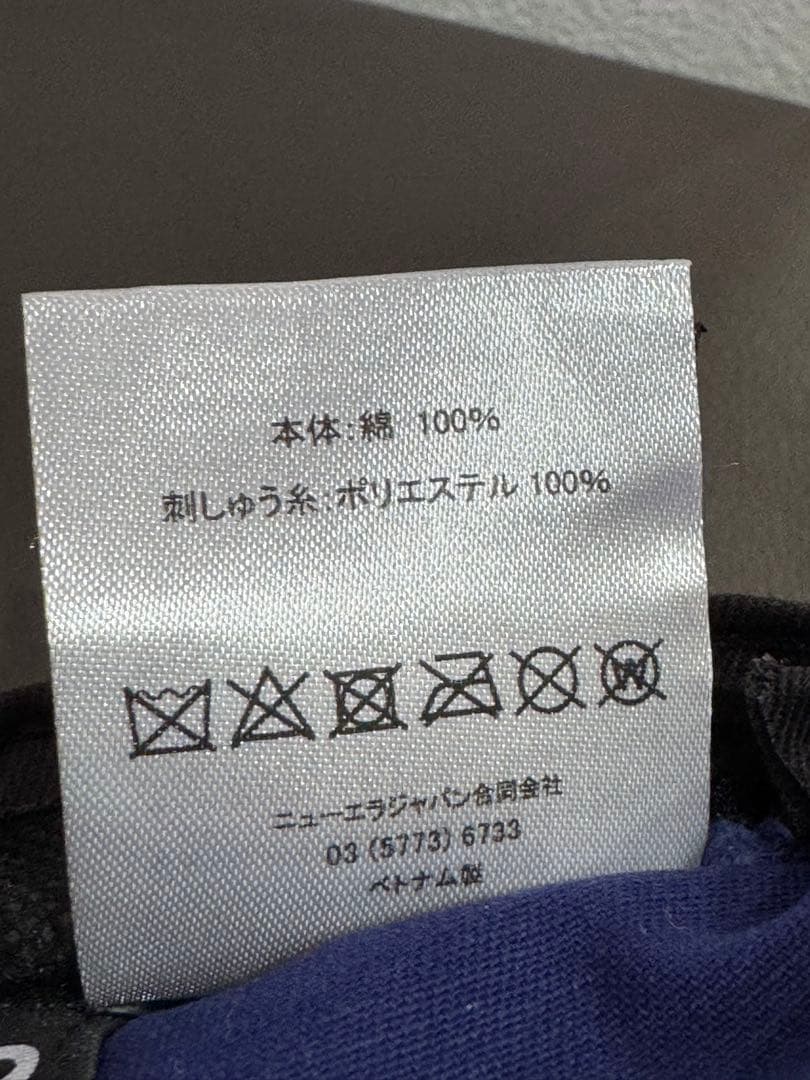 本体:綿 100%
刺しゅう糸:ポリエステル 100%
W
ニューエラジャパン合同会社
03 (5773) 6733
ベトナム製